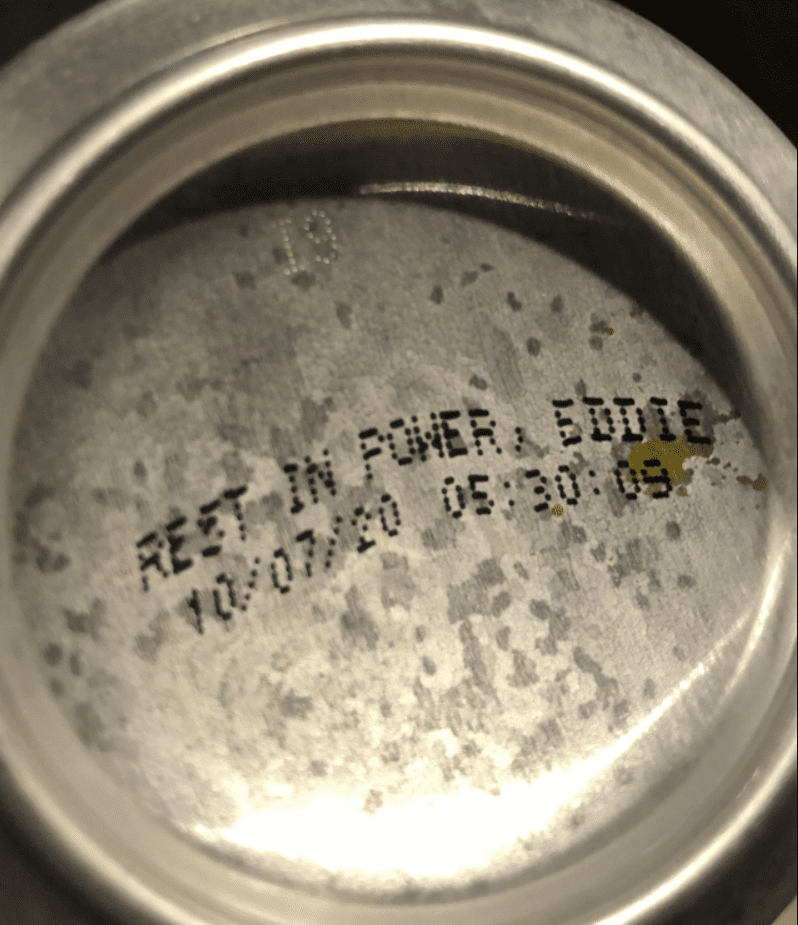 19
REST IN POWER, EDDIE
10/07/20 05:30:09